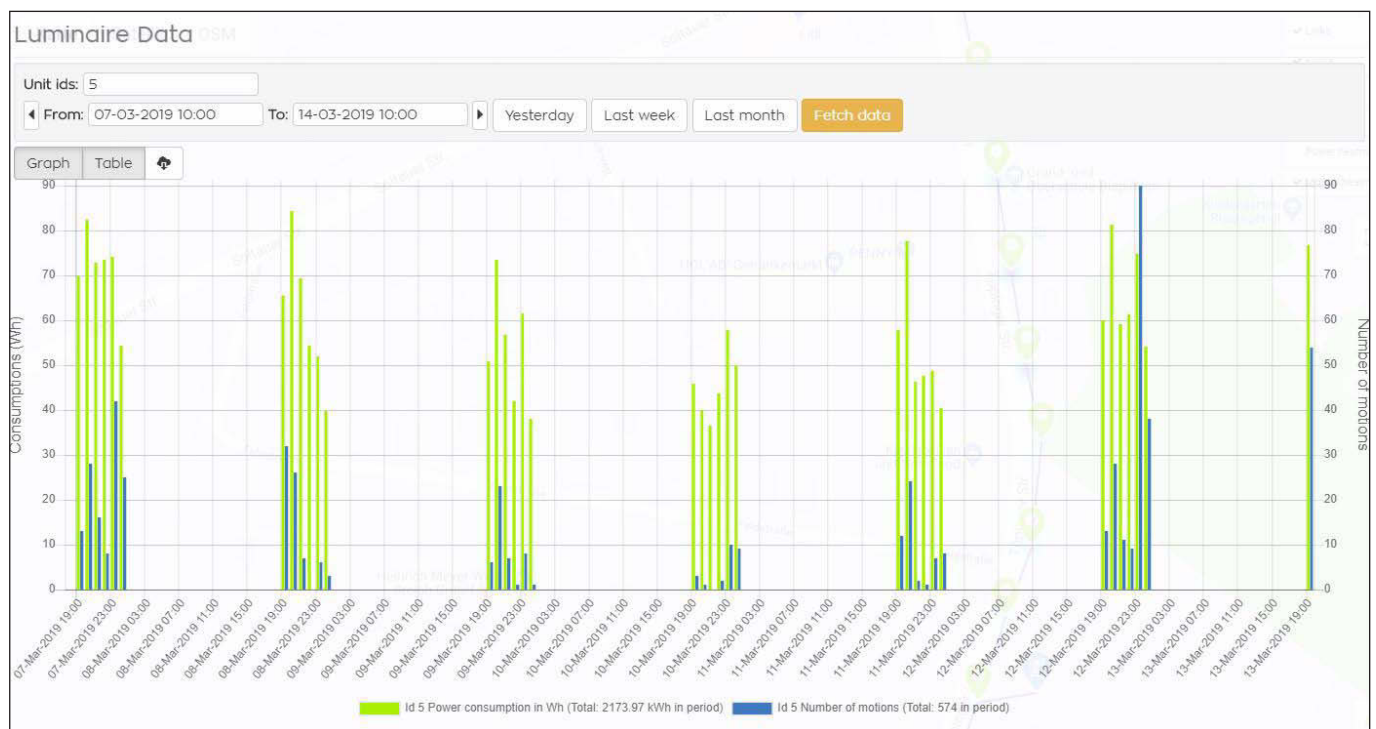 Luminaire Data
Unit ids: 5
From: 07-03-2019 10:00 To: 14-03-2019 10:00 Yesterday Last week Last month Fetch data
Graph Table
90 90
80 80
70 70
60 60
50 50
40 40
30 30
20 20
10 10
0 0
Consumptions (Wh)
Number of motions
07-Mar-2019 19:00
07-Mar-2019 23:00
08-Mar-2019 03:00
08-Mar-2019 07:00
08-Mar-2019 11:00
08-Mar-2019 15:00
08-Mar-2019 19:00
08-Mar-2019 23:00
09-Mar-2019 03:00
09-Mar-2019 07:00
09-Mar-2019 11:00
09-Mar-2019 15:00
09-Mar-2019 19:00
09-Mar-2019 23:00
10-Mar-2019 03:00
10-Mar-2019 07:00
10-Mar-2019 11:00
10-Mar-2019 15:00
10-Mar-2019 19:00
10-Mar-2019 23:00
11-Mar-2019 03:00
11-Mar-2019 07:00
11-Mar-2019 11:00
11-Mar-2019 15:00
11-Mar-2019 19:00
11-Mar-2019 23:00
12-Mar-2019 03:00
12-Mar-2019 07:00
12-Mar-2019 11:00
12-Mar-2019 15:00
12-Mar-2019 19:00
12-Mar-2019 23:00
13-Mar-2019 03:00
13-Mar-2019 07:00
13-Mar-2019 11:00
13-Mar-2019 15:00
13-Mar-2019 19:00
Id 5 Power consumption in Wh (Total: 2173.97 kWh in period) Id 5 Number of motions (Total: 574 in period)